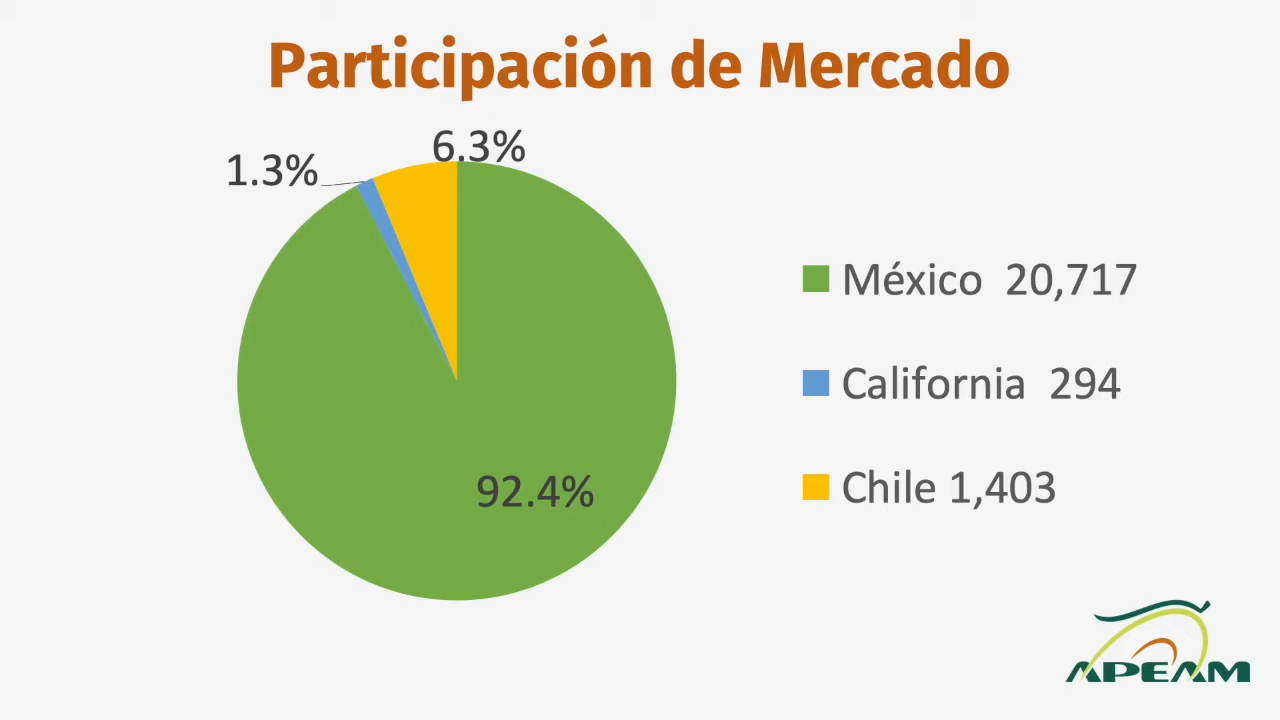 Participación de Mercado
6.3%
1.3%
92.4%
México 20,717
California 294
Chile 1,403
APEAM